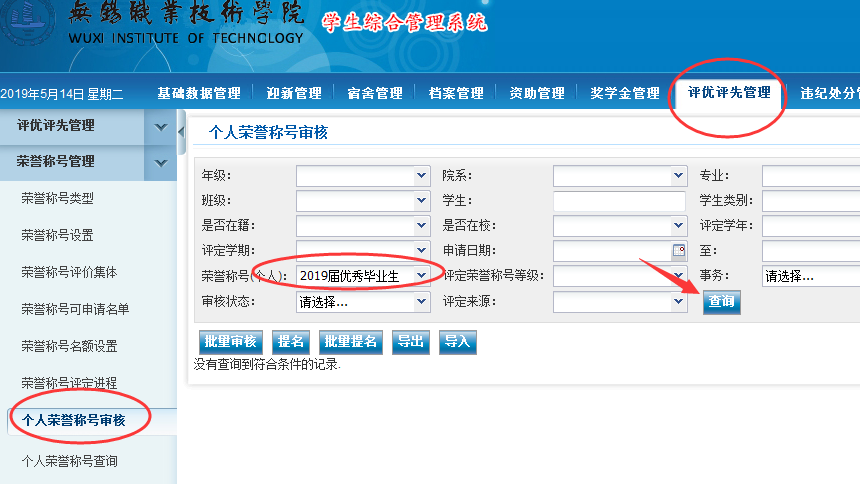 無錫職業技術學院 学生综合管理系统
WUXI INSTITUTE OF TECHNOLOGY
2019年5月14日 星期二 基础数据管理 迎新管理 宿舍管理 档案管理 资助管理 奖学金管理 评优评先管理 违纪处分管
评优评先管理
荣誉称号管理
荣誉称号类型
荣誉称号设置
荣誉称号评价集体
荣誉称号可申请名单
荣誉称号名额设置
荣誉称号评定进程
个人荣誉称号审核
个人荣誉称号查询
个人荣誉称号审核
年级: 院系: 专业:
班级: 学生: 学生类别:
是否在籍: 是否在校: 评定学年:
评定学期: 申请日期: 至:
荣誉称号(个人): 2019届优秀毕业生 评定荣誉称号等级: 事务: 请选择...
审核状态: 请选择... 评定来源: 查询
批量审核 提名 批量提名 导出 导入
没有查询到符合条件的记录.